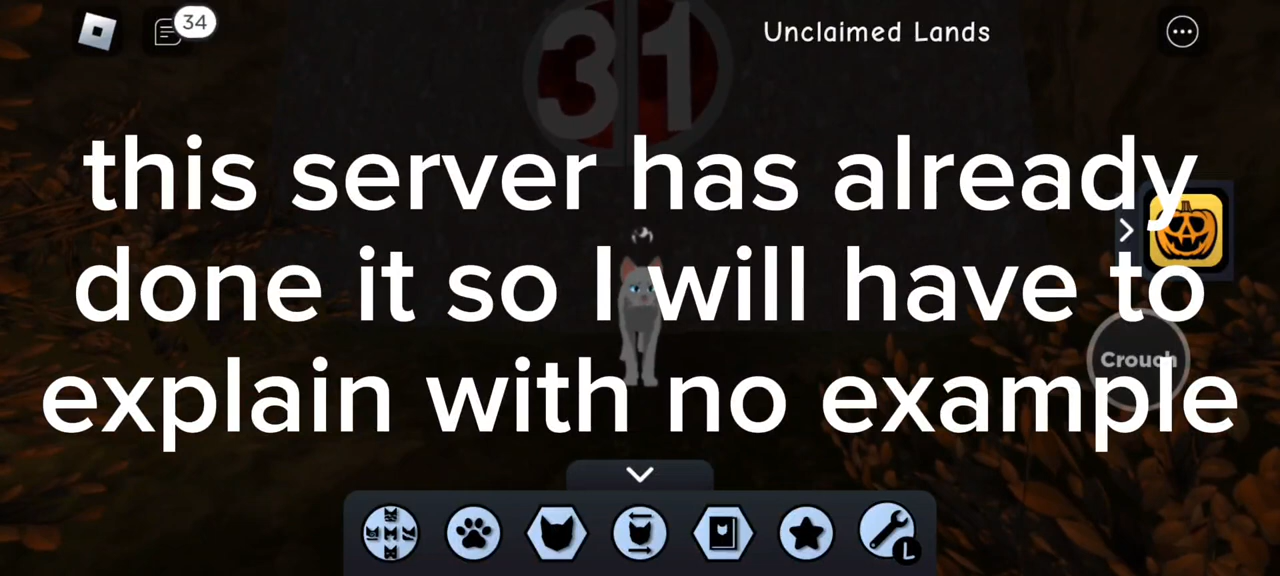 34
Unclaimed Lands
31
this server has already
done it so I will have to
explain with no example
Crouch
L